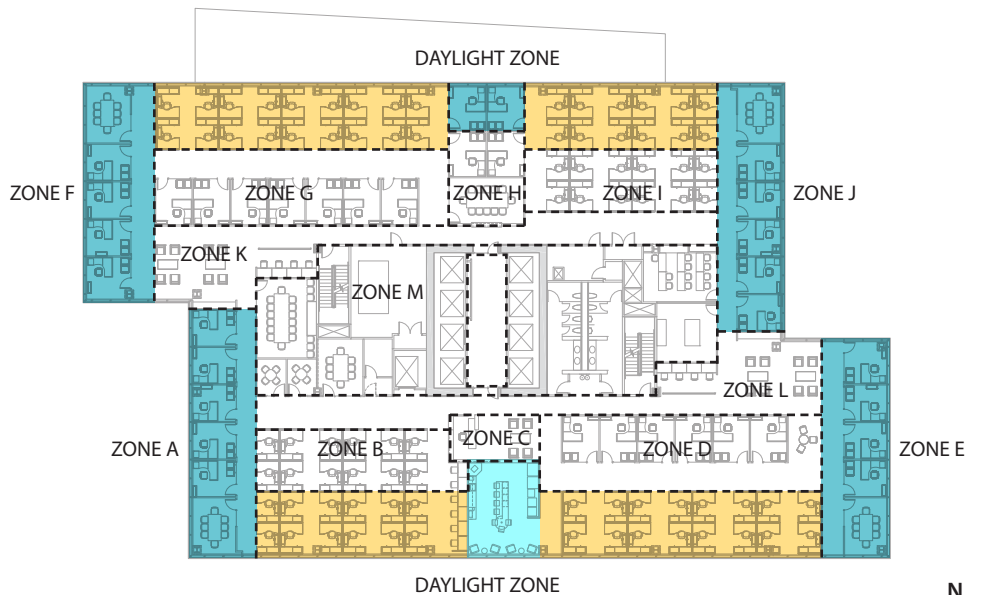 DAYLIGHT ZONE
ZONE F
ZONE G
ZONE H
ZONE I
ZONE J
ZONE K
ZONE M
ZONE L
ZONE A
ZONE B
ZONE C
ZONE D
ZONE E
DAYLIGHT ZONE
N